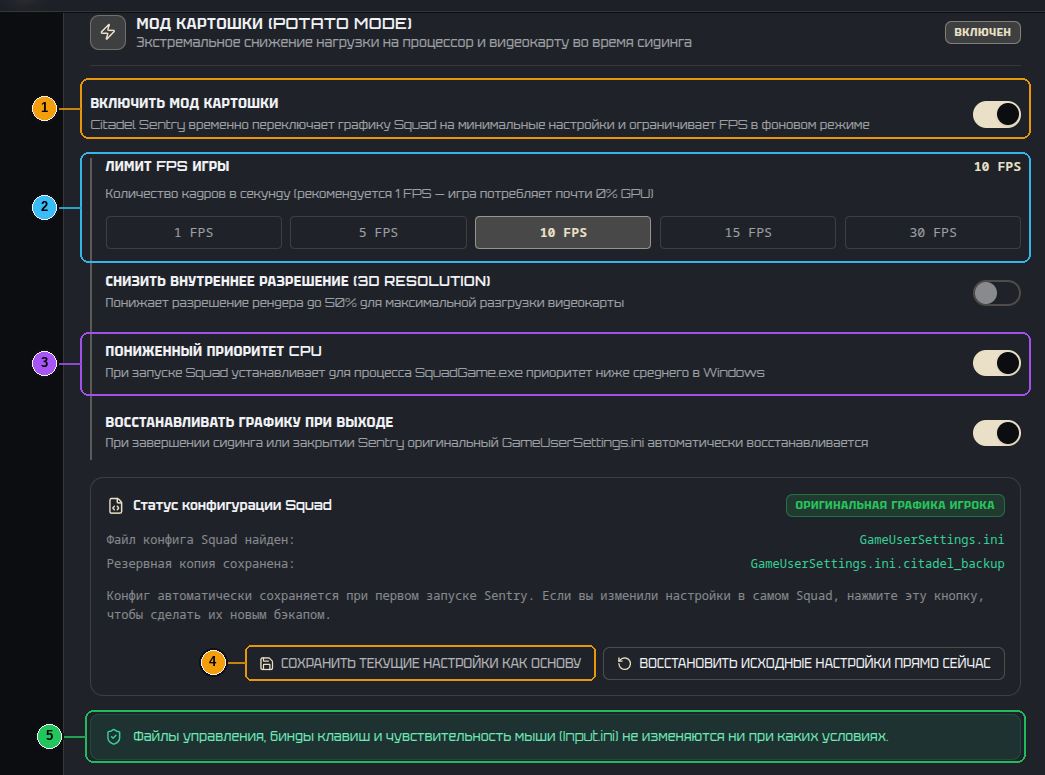 МОД КАРТОШКИ (POTATO MODE)
Экстремальное снижение нагрузки на процессор и видеокарту во время сидинга
ВКЛЮЧЕН
1
ВКЛЮЧИТЬ МОД КАРТОШКИ
Citadel Sentry временно переключает графику Squad на минимальные настройки и ограничивает FPS в фоновом режиме
2
ЛИМИТ FPS ИГРЫ
10 FPS
Количество кадров в секунду (рекомендуется 1 FPS — игра потребляет почти 0% GPU)
1 FPS
5 FPS
10 FPS
15 FPS
30 FPS
СНИЗИТЬ ВНУТРЕННЕЕ РАЗРЕШЕНИЕ (3D RESOLUTION)
Понижает разрешение рендера до 50% для максимальной разгрузки видеокарты
3
ПОНИЖЕННЫЙ ПРИОРИТЕТ CPU
При запуске Squad устанавливает для процесса SquadGame.exe приоритет ниже среднего в Windows
ВОССТАНАВЛИВАТЬ ГРАФИКУ ПРИ ВЫХОДЕ
При завершении сидинга или закрытии Sentry оригинальный GameUserSettings.ini автоматически восстанавливается
Статус конфигурации Squad
ОРИГИНАЛЬНАЯ ГРАФИКА ИГРОКА
Файл конфига Squad найден:
GameUserSettings.ini
Резервная копия сохранена:
GameUserSettings.ini.citadel_backup
Конфиг автоматически сохраняется при первом запуске Sentry. Если вы изменили настройки в самом Squad, нажмите эту кнопку,
чтобы сделать их новым бэкапом.
4
СОХРАНИТЬ ТЕКУЩИЕ НАСТРОЙКИ КАК ОСНОВУ
ВОССТАНОВИТЬ ИСХОДНЫЕ НАСТРОЙКИ ПРЯМО СЕЙЧАС
5
Файлы управления, бинды клавиш и чувствительность мыши (Input.ini) не изменяются ни при каких условиях.